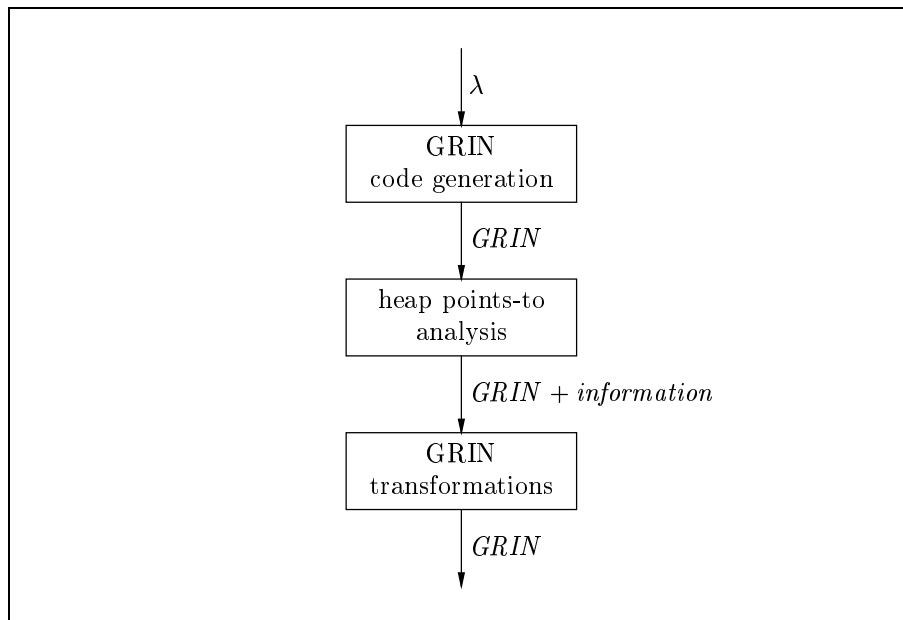 λ
GRIN
code generation
GRIN
heap points-to
analysis
GRIN + information
GRIN
transformations
GRIN